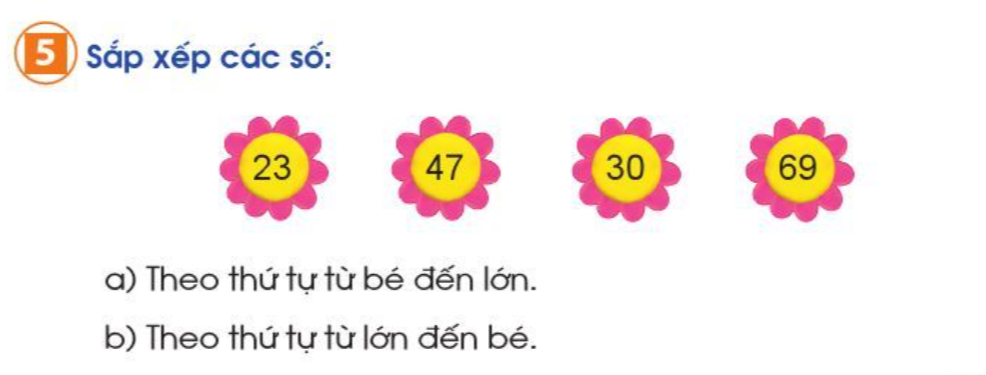 5 Sắp xếp các số:
23 47 30 69
a) Theo thứ tự từ bé đến lớn.
b) Theo thứ tự từ lớn đến bé.